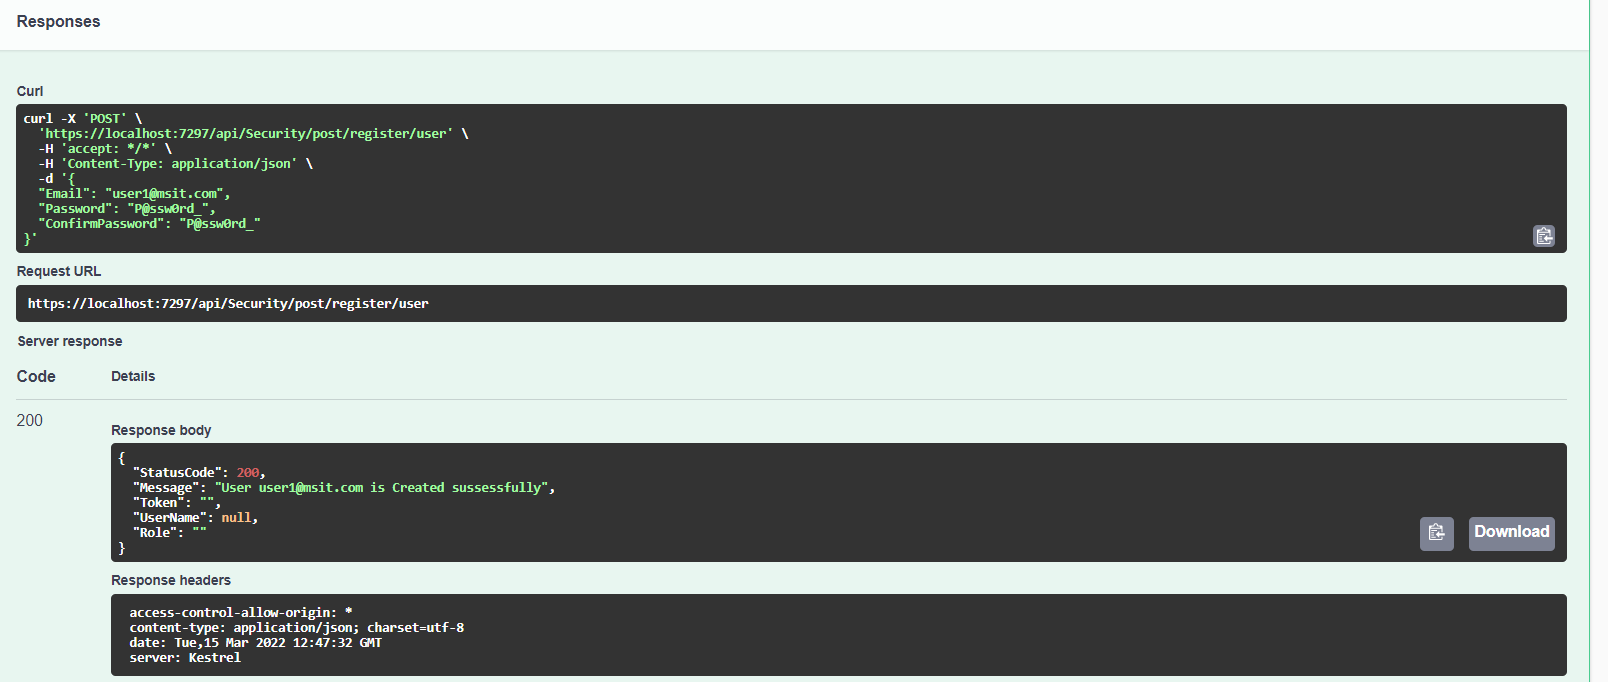 Responses
Curl
curl -X 'POST' \
'https://localhost:7297/api/Security/post/register/user' \
-H 'accept: */*' \
-H 'Content-Type: application/json' \
-d '{
"Email": "user1@msit.com",
"Password": "P@ssw0rd_",
"ConfirmPassword": "P@ssw0rd_"
}'
Request URL
https://localhost:7297/api/Security/post/register/user
Server response
Code Details
200
Response body
{
"StatusCode": 200,
"Message": "User user1@msit.com is Created sussessfully",
"Token": "",
"UserName": null,
"Role": ""
}
Download
Response headers
access-control-allow-origin: *
content-type: application/json; charset=utf-8
date: Tue,15 Mar 2022 12:47:32 GMT
server: Kestrel